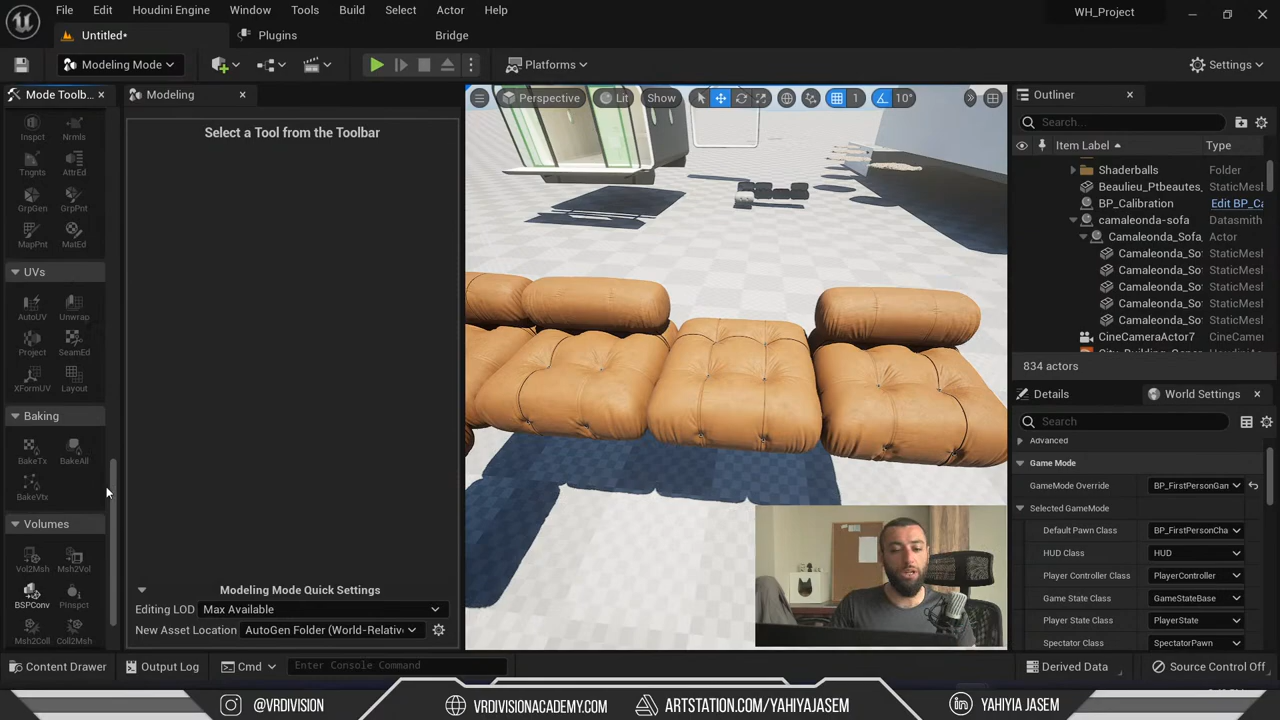 File Edit Houdini Engine Window Tools Build Select Actor Help
WH_Project
Untitled* Plugins Bridge
Modeling Mode Platforms Settings
Mode Toolb... Modeling Perspective Lit Show 1 10° Outliner
Select a Tool from the Toolbar
Search...
Item Label Type
Inspct Nrmls
Tngnts AttrEd
GrpGen GrpPnt
MapPnt MatEd
UVs
AutoUV Unwrap
Project SeamEd
XFormUV Layout
Baking
BakeTx BakeAll
BakeVtx
Volumes
Vol2Msh Msh2Vol
BSPConv PInspct
Msh2Coll Coll2Msh
Modeling Mode Quick Settings
Editing LOD Max Available
New Asset Location AutoGen Folder (World-Relativ
Shaderballs Folder
Beaulieu_Ptbeautes, StaticMesh
BP_Calibration Edit BP_Ca
camaleonda-sofa Datasmith
Camaleonda_Sofa, Actor
Camaleonda_So StaticMesh
Camaleonda_So StaticMesh
Camaleonda_So StaticMesh
Camaleonda_So StaticMesh
Camaleonda_So StaticMesh
CineCameraActor7 CineCamera
834 actors
Details World Settings
Search
Advanced
Game Mode
GameMode Override BP_FirstPersonGam
Selected GameMode
Default Pawn Class BP_FirstPersonCha
HUD Class HUD
Player Controller Class PlayerController
Game State Class GameStateBase
Player State Class PlayerState
Spectator Class SpectatorPawn
Content Drawer Output Log Cmd Enter Console Command Derived Data Source Control Off
@VRDIVISION VRDIVISIONACADEMY.COM ARTSTATION.COM/YAHIYAJASEM YAHIYIA JASEM